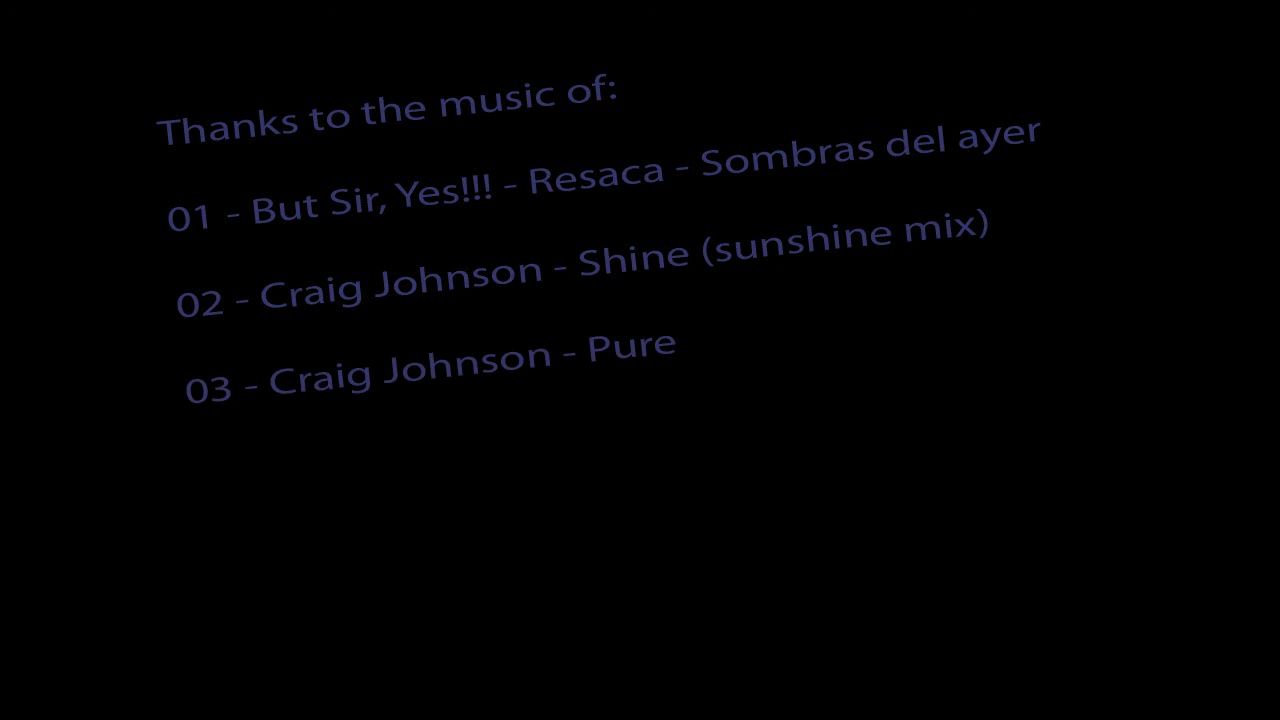 Thanks to the music of:
01 - But Sir, Yes!!! - Resaca - Sombras del ayer
02 - Craig Johnson - Shine (sunshine mix)
03 - Craig Johnson - Pure